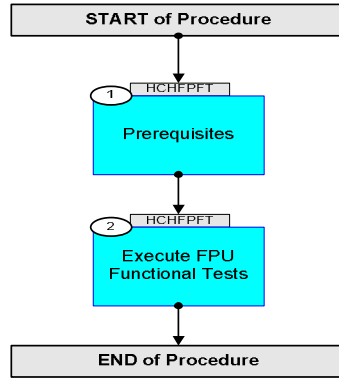 START of Procedure
HCHFPFT
1
Prerequisites
HCHFPFT
2
Execute FPU
Functional Tests
END of Procedure